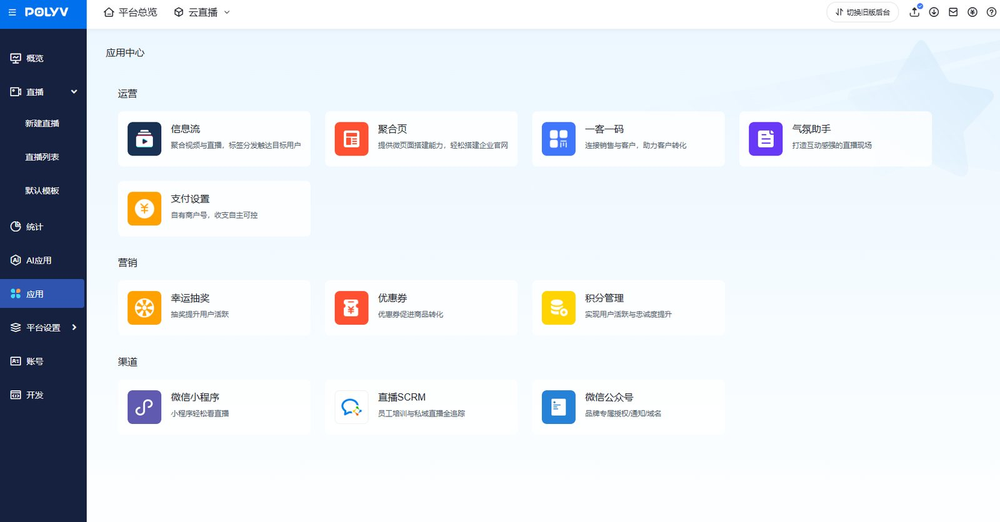 POLYV
平台总览
云直播
切换旧版后台
概览
直播
新建直播
直播列表
默认模板
统计
AI应用
应用
平台设置
账号
开发
应用中心
运营
信息流
聚合视频与直播，标签分发触达目标用户
聚合页
提供微页面搭建能力，轻松搭建企业官网
一客一码
连接销售与客户，助力客户转化
气氛助手
打造互动感强的直播现场
支付设置
自有商户号，收支自主可控
营销
幸运抽奖
抽奖提升用户活跃
优惠券
优惠券促进商品转化
积分管理
实现用户活跃与忠诚度提升
渠道
微信小程序
小程序轻松看直播
直播SCRM
员工培训与私域直播全追踪
微信公众号
品牌专属授权/通知/域名